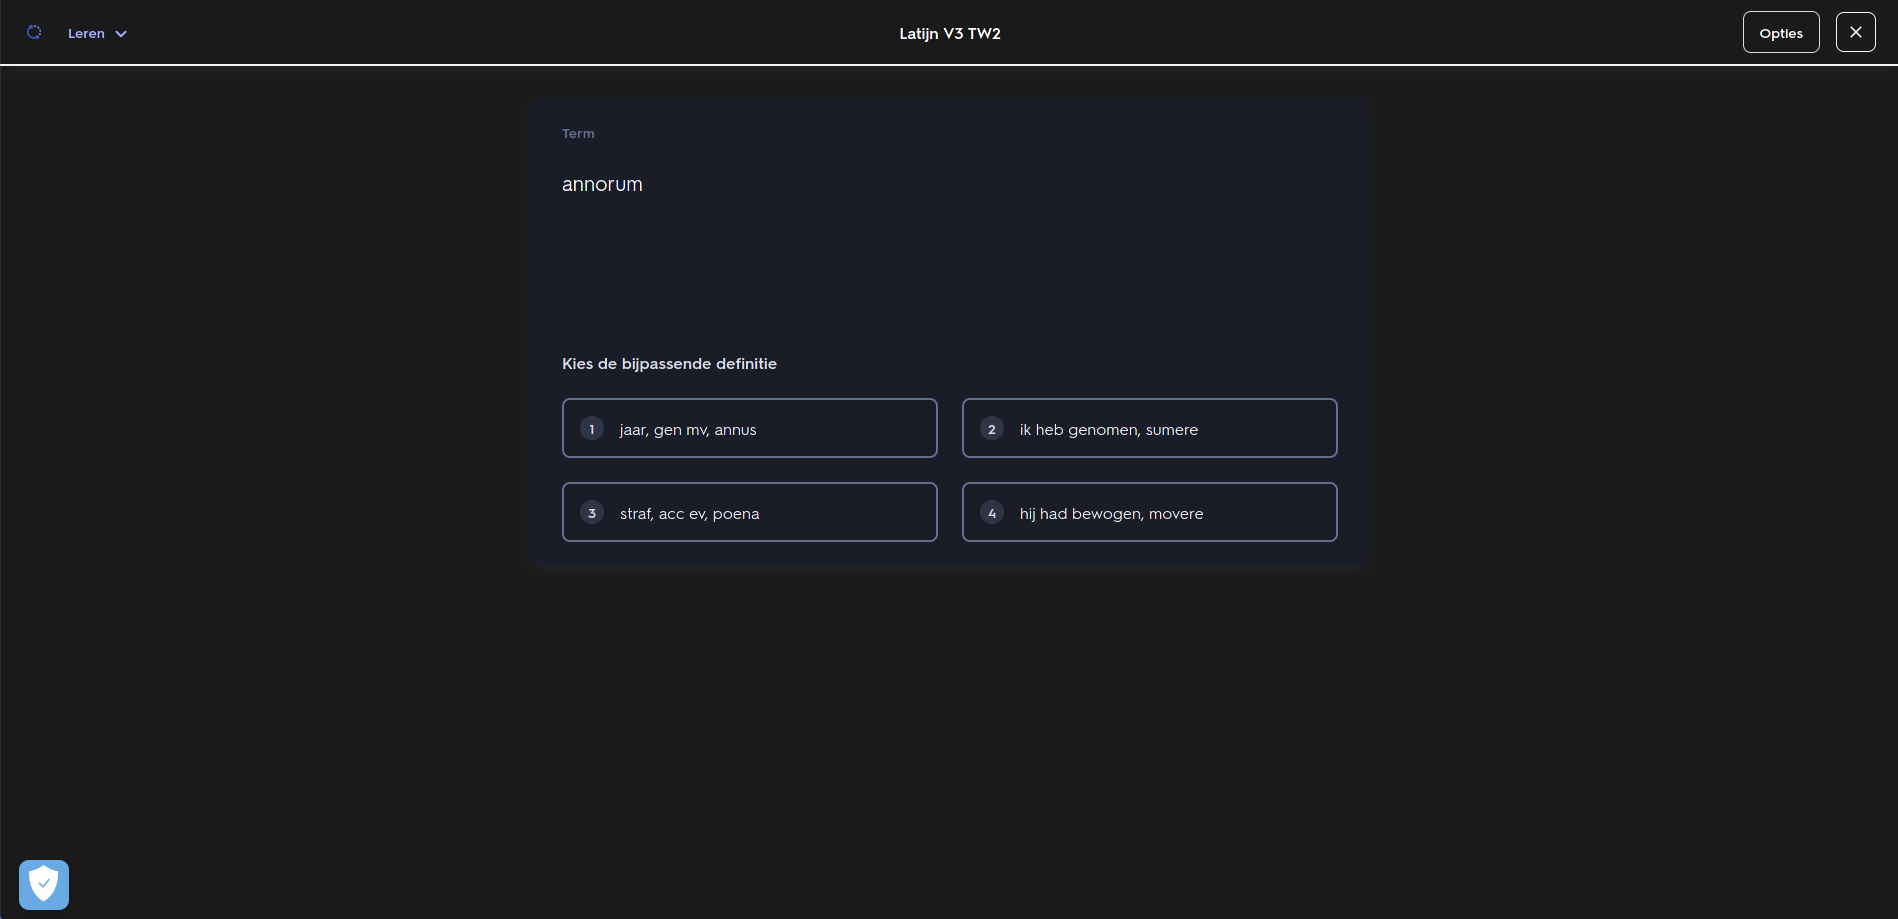 Leren
Latijn V3 TW2
Opties
Term
annorum
Kies de bijpassende definitie
1 jaar, gen mv, annus
2 ik heb genomen, sumere
3 straf, acc ev, poena
4 hij had bewogen, movere